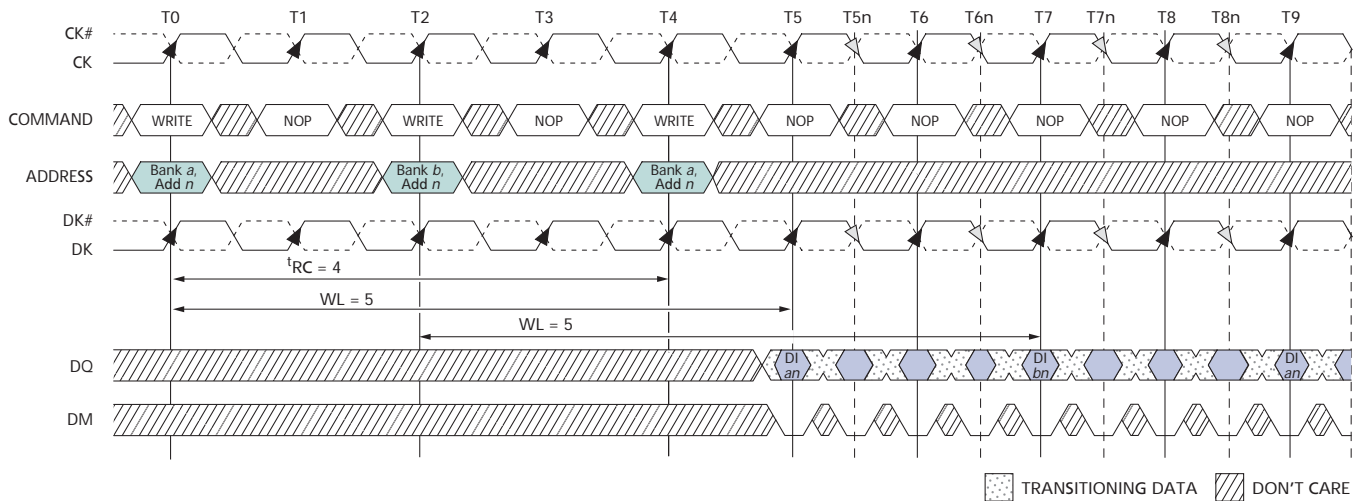 T0 T1 T2 T3 T4 T5 T5n T6 T6n T7 T7n T8 T8n T9
CK#
CK
COMMAND WRITE NOP WRITE NOP WRITE NOP NOP NOP NOP NOP
ADDRESS Bank a, Add n Bank b, Add n Bank a, Add n
DK#
DK
tRC = 4
WL = 5
WL = 5
DQ DI an DI bn DI an
DM
TRANSITIONING DATA DON'T CARE